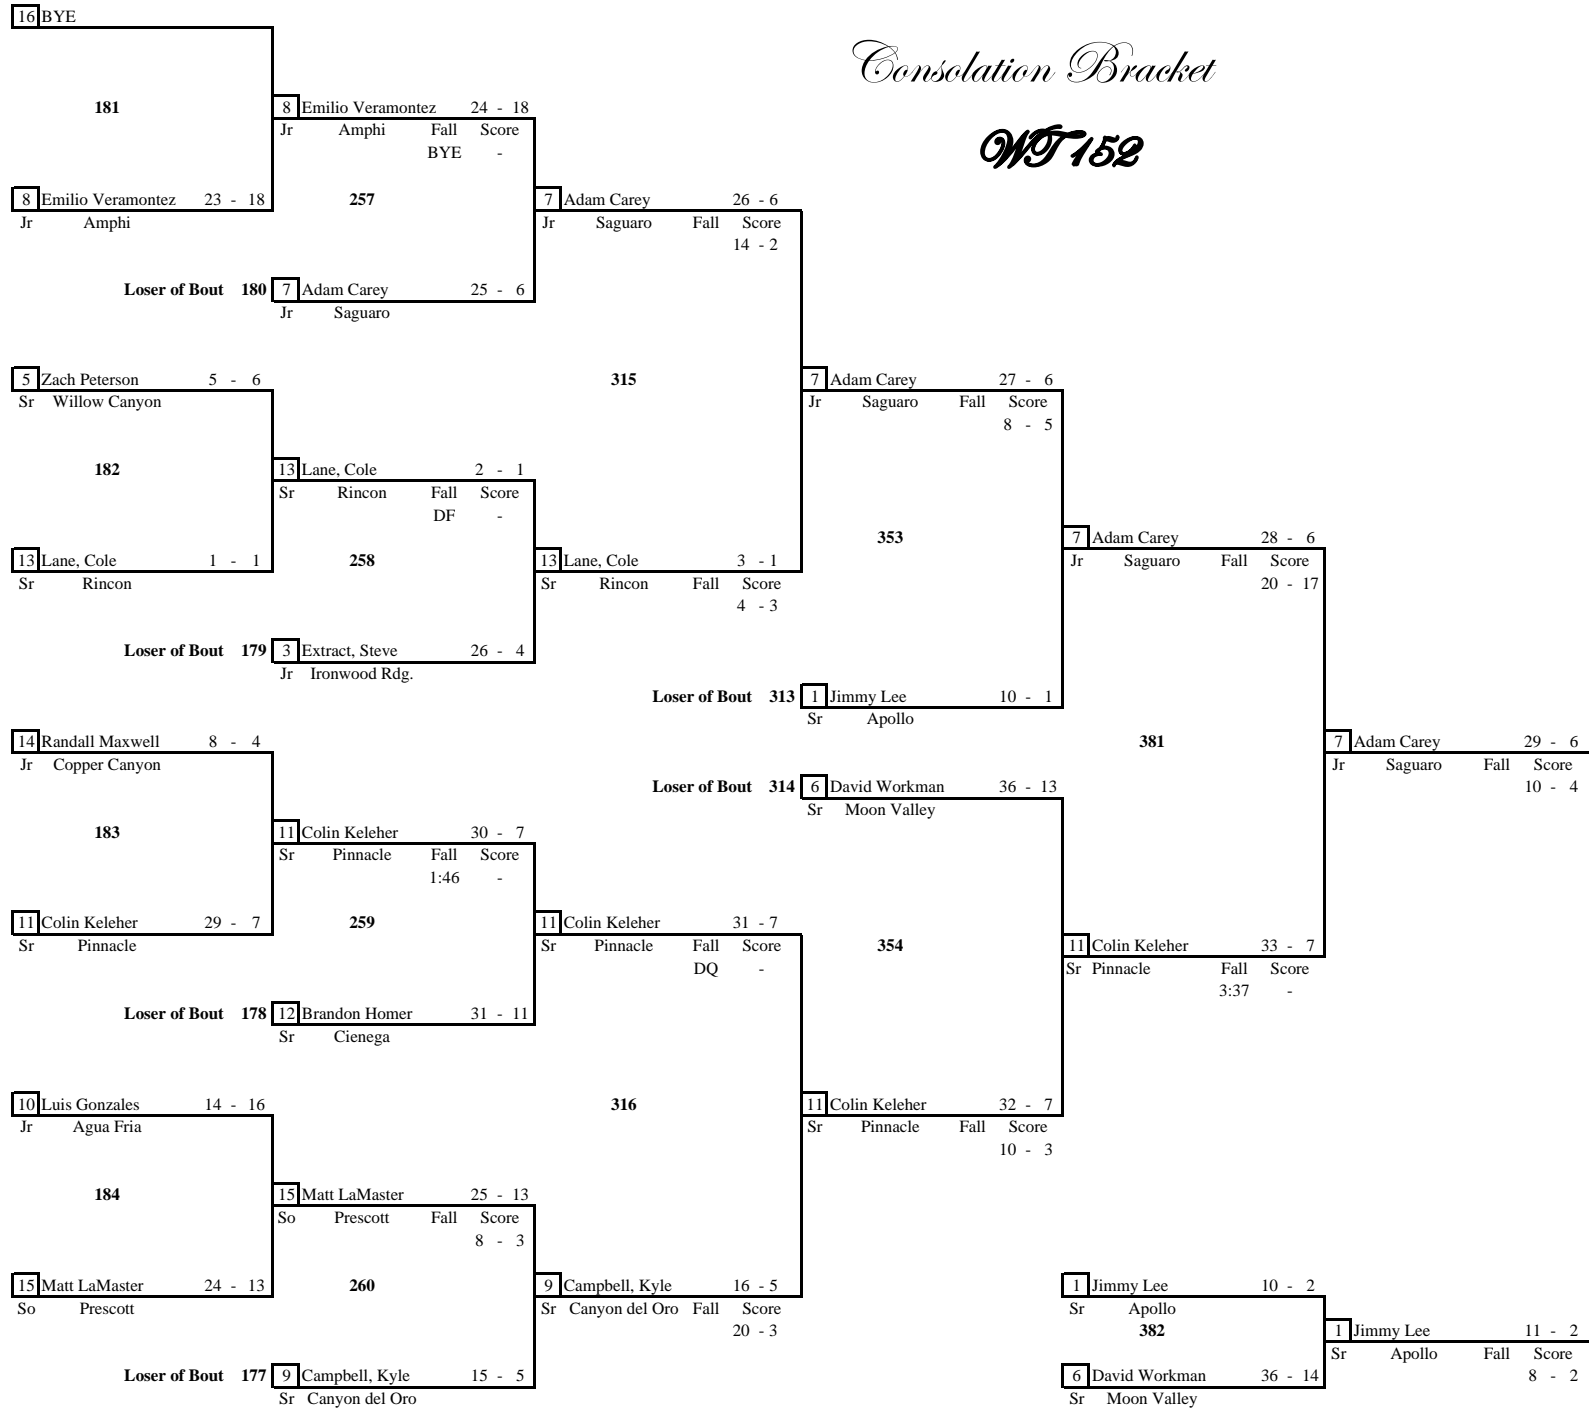 16 BYE
Consolation Bracket
181 8 Emilio Veramontez 24 - 18
Jr Amphi Fall Score
BYE -
WT 152
8 Emilio Veramontez 23 - 18 257 7 Adam Carey 26 - 6
Jr Amphi Jr Saguaro Fall Score
14 - 2
Loser of Bout 180 7 Adam Carey 25 - 6
Jr Saguaro
5 Zach Peterson 5 - 6 315 7 Adam Carey 27 - 6
Sr Willow Canyon Jr Saguaro Fall Score
8 - 5
182 13 Lane, Cole 2 - 1
Sr Rincon Fall Score
DF -
353 7 Adam Carey 28 - 6
13 Lane, Cole 1 - 1 258 13 Lane, Cole 3 - 1 Jr Saguaro Fall Score
Sr Rincon Sr Rincon Fall Score 20 - 17
4 - 3
Loser of Bout 179 3 Extract, Steve 26 - 4
Jr Ironwood Rdg.
Loser of Bout 313 1 Jimmy Lee 10 - 1
Sr Apollo
14 Randall Maxwell 8 - 4 381 7 Adam Carey 29 - 6
Jr Copper Canyon Jr Saguaro Fall Score
Loser of Bout 314 6 David Workman 36 - 13 10 - 4
Sr Moon Valley
183 11 Colin Keleher 30 - 7
Sr Pinnacle Fall Score
1:46 -
11 Colin Keleher 29 - 7 259 11 Colin Keleher 31 - 7
Sr Pinnacle Sr Pinnacle Fall Score 354 11 Colin Keleher 33 - 7
DQ - Sr Pinnacle Fall Score
3:37 -
Loser of Bout 178 12 Brandon Homer 31 - 11
Sr Cienega
10 Luis Gonzales 14 - 16 316 11 Colin Keleher 32 - 7
Jr Agua Fria Sr Pinnacle Fall Score
10 - 3
184 15 Matt LaMaster 25 - 13
So Prescott Fall Score
8 - 3
15 Matt LaMaster 24 - 13 260 9 Campbell, Kyle 16 - 5 1 Jimmy Lee 10 - 2
So Prescott Sr Canyon del Oro Fall Score Sr Apollo
20 - 3 382 1 Jimmy Lee 11 - 2
Sr Apollo Fall Score
Loser of Bout 177 9 Campbell, Kyle 15 - 5 6 David Workman 36 - 14 8 - 2
Sr Canyon del Oro Sr Moon Valley